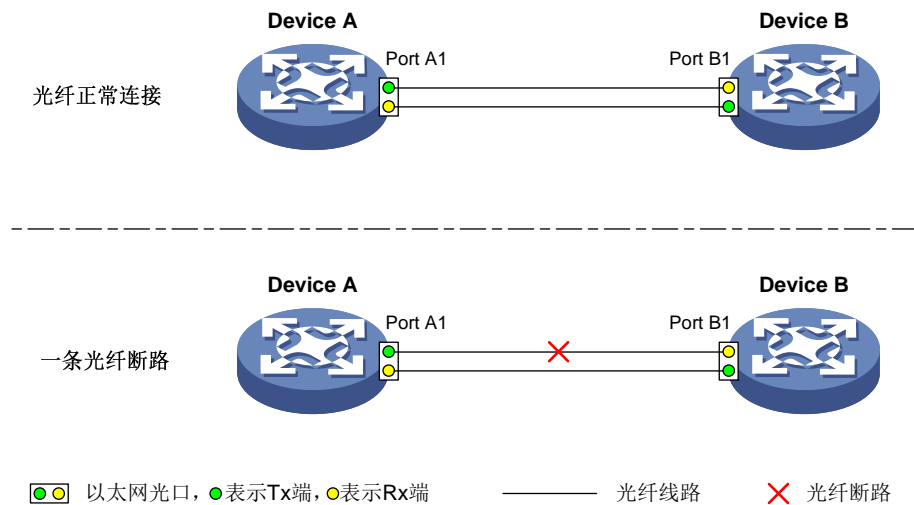 Device A
Device B
Port A1
Port B1
光纤正常连接
Device A
Device B
Port A1
Port B1
一条光纤断路
以太网光口，表示Tx端，表示Rx端
光纤线路
光纤断路